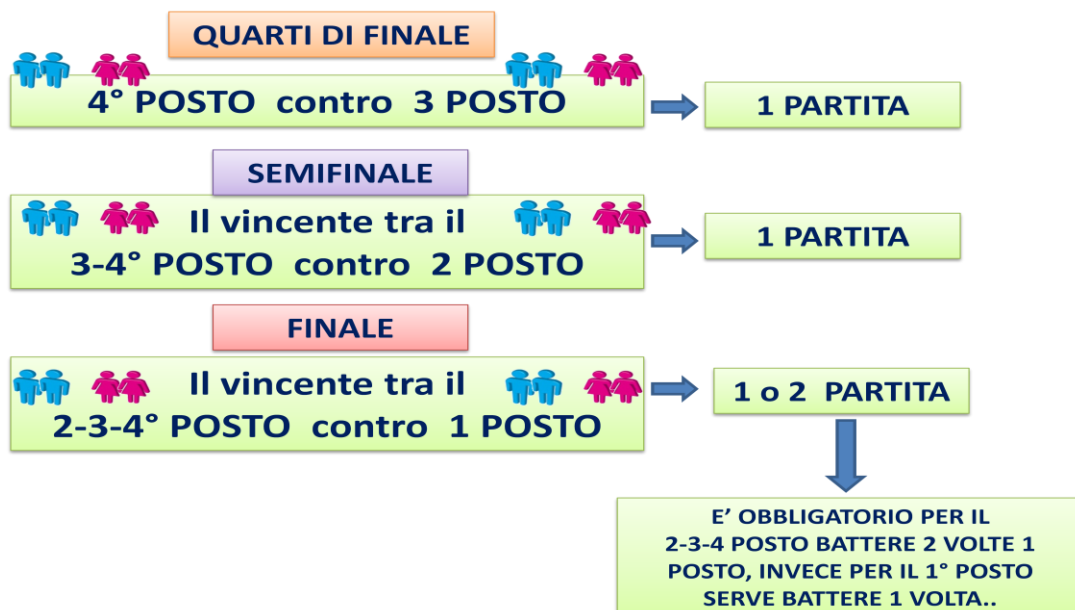 QUARTI DI FINALE
4° POSTO contro 3 POSTO
1 PARTITA
SEMIFINALE
Il vincente tra il
3-4° POSTO contro 2 POSTO
1 PARTITA
FINALE
Il vincente tra il
2-3-4° POSTO contro 1 POSTO
1 o 2 PARTITA
E’ OBBLIGATORIO PER IL
2-3-4 POSTO BATTERE 2 VOLTE 1
POSTO, INVECE PER IL 1° POSTO
SERVE BATTERE 1 VOLTA..